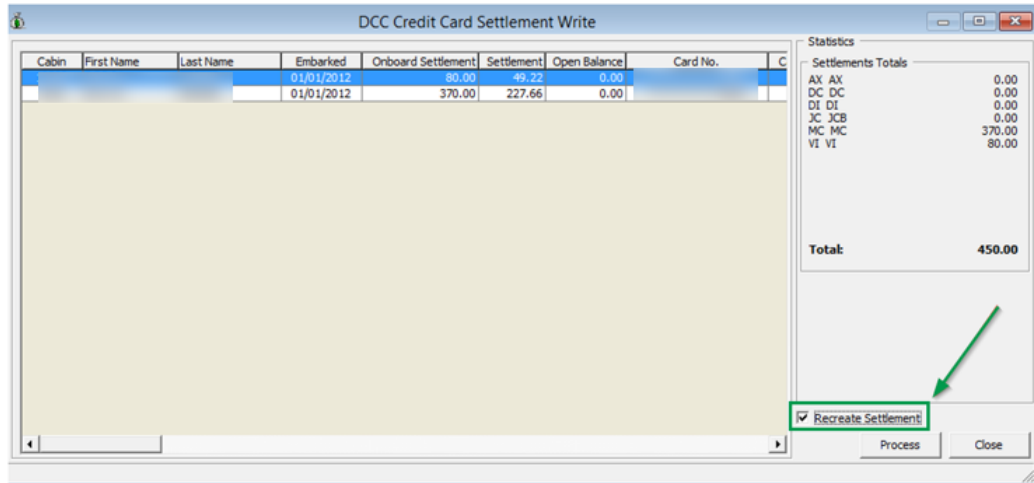 DCC Credit Card Settlement Write
Statistics
Cabin First Name Last Name Embarked Onboard Settlement Settlement Open Balance Card No. C
01/01/2012 80.00 49.22 0.00
01/01/2012 370.00 227.66 0.00
Settlements Totals
AX AX 0.00
DC DC 0.00
DI DI 0.00
JC JCB 0.00
MC MC 370.00
VI VI 80.00
Total: 450.00
Recreate Settlement
Process Close